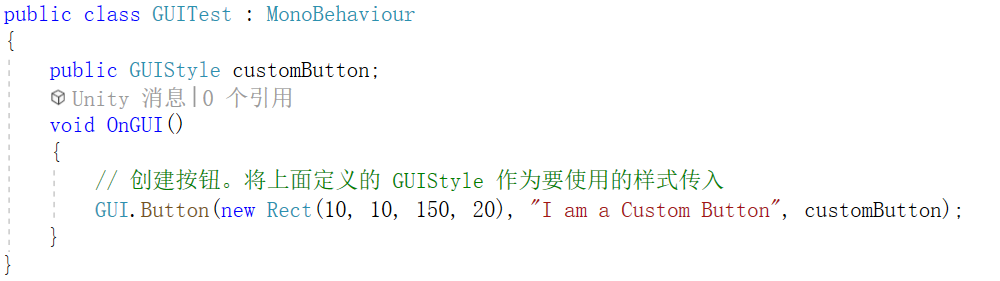 public class GUITest : MonoBehaviour
{
    public GUIStyle customButton;
    Unity 消息|0 个引用
    void OnGUI()
    {
        // 创建按钮。将上面定义的 GUIStyle 作为要使用的样式传入
        GUI.Button(new Rect(10, 10, 150, 20), "I am a Custom Button", customButton);
    }
}